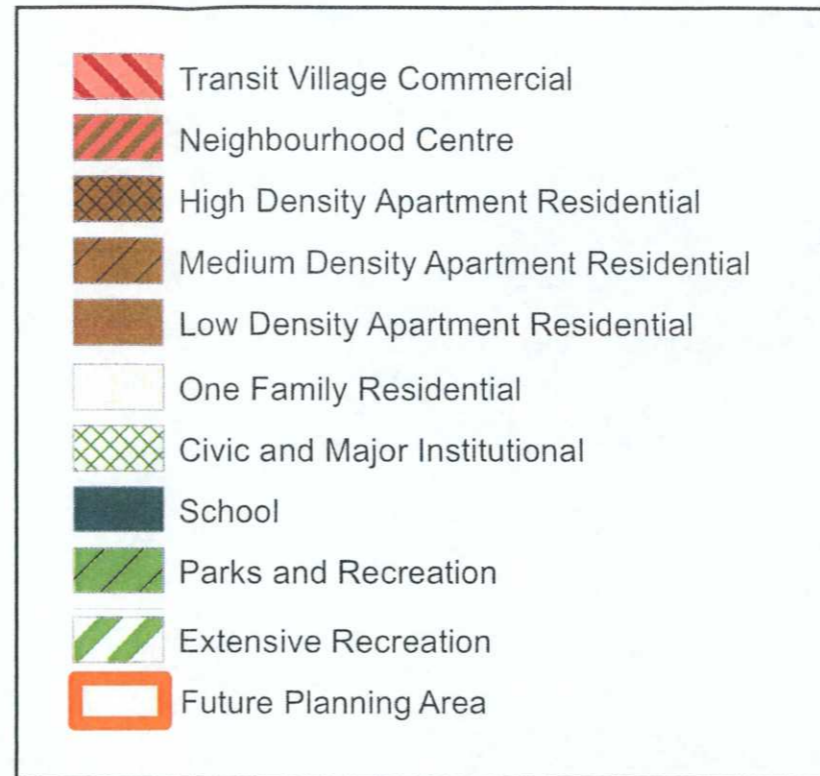 Transit Village Commercial
Neighbourhood Centre
High Density Apartment Residential
Medium Density Apartment Residential
Low Density Apartment Residential
One Family Residential
Civic and Major Institutional
School
Parks and Recreation
Extensive Recreation
Future Planning Area